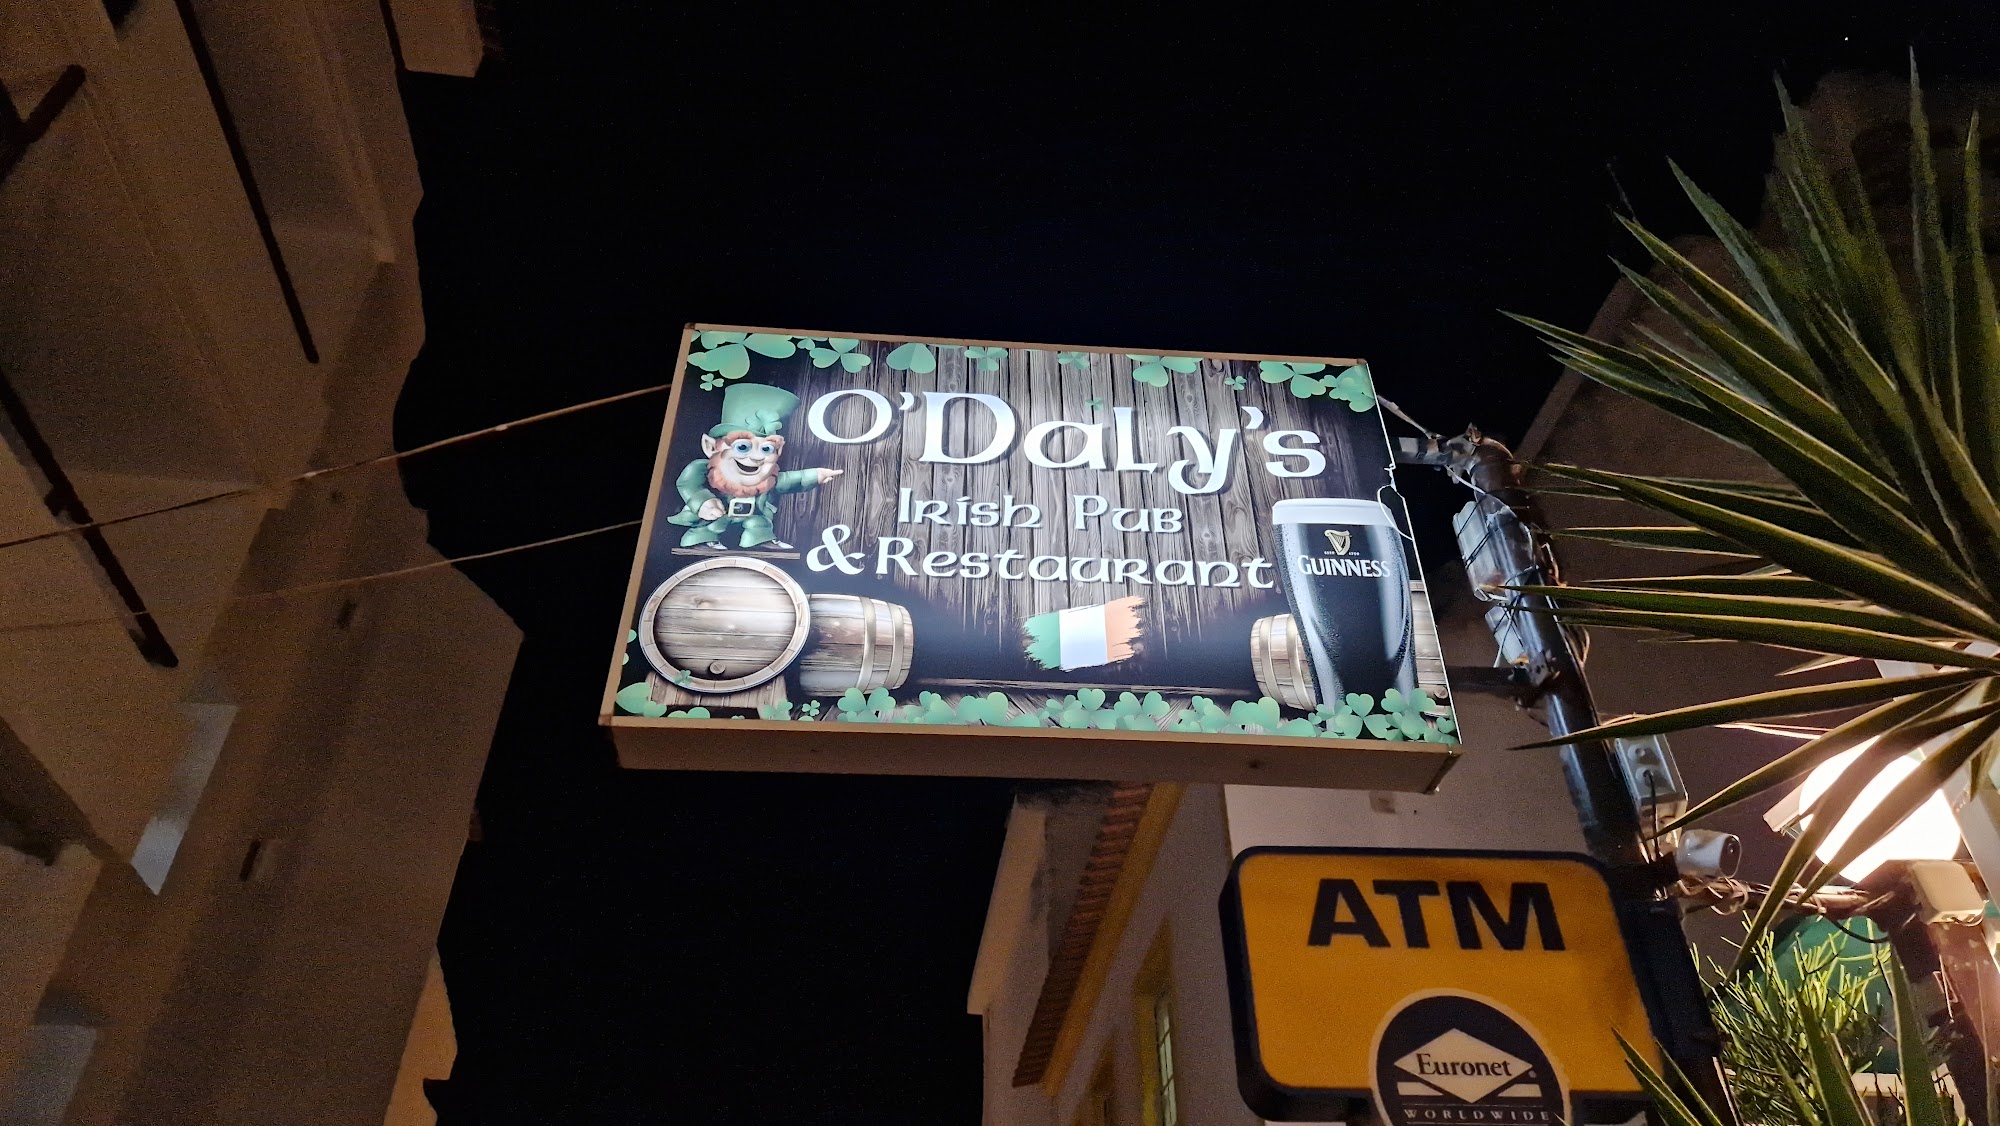 O'Daly's
Irish Pub
& Restaurant
GUINNESS
ATM
Euronet
WORLDWIDE